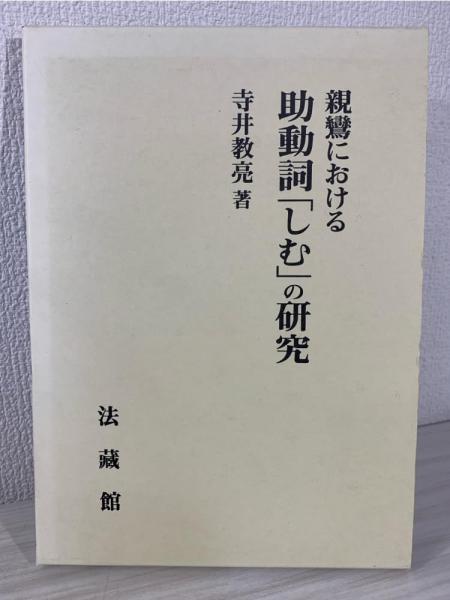 親鸞における
助動詞「しむ」の研究
寺井教亮 著
法藏館